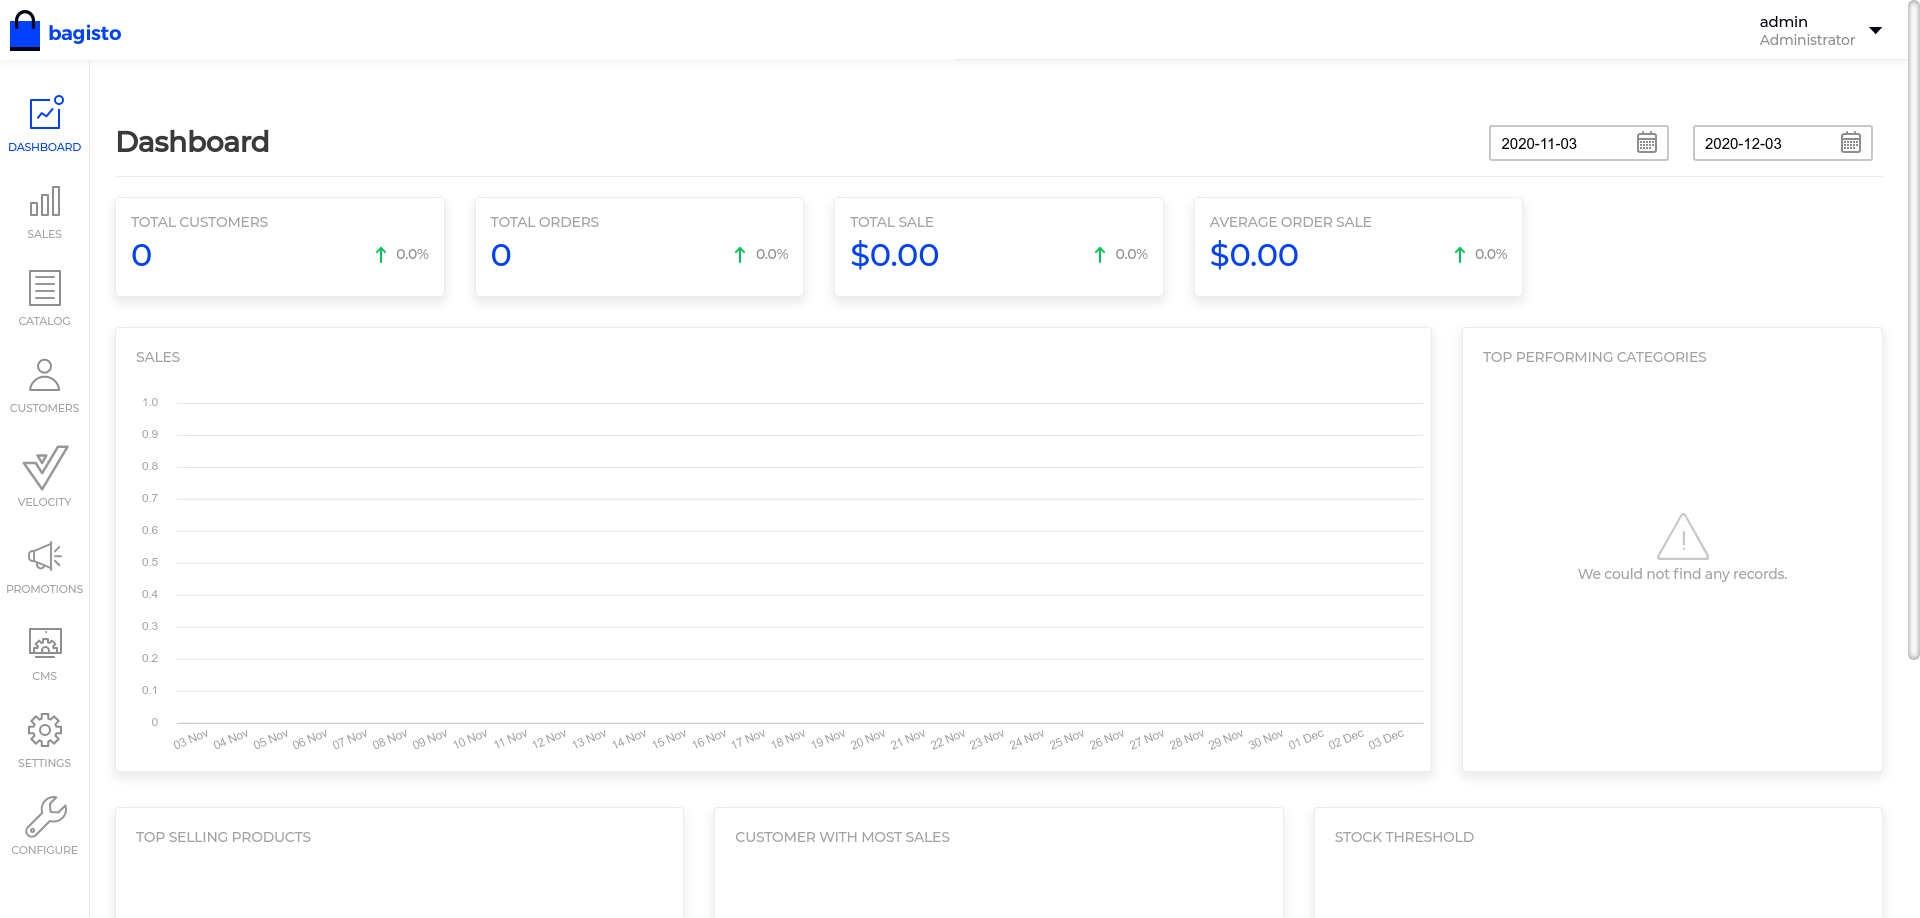 bagisto
admin
Administrator
DASHBOARD
SALES
CATALOG
CUSTOMERS
VELOCITY
PROMOTIONS
CMS
SETTINGS
CONFIGURE
Dashboard
2020-11-03
2020-12-03
TOTAL CUSTOMERS
0
0.0%
TOTAL ORDERS
0
0.0%
TOTAL SALE
$0.00
0.0%
AVERAGE ORDER SALE
$0.00
0.0%
SALES
1.0
0.9
0.8
0.7
0.6
0.5
0.4
0.3
0.2
0.1
0
03 Nov
04 Nov
05 Nov
06 Nov
07 Nov
08 Nov
09 Nov
10 Nov
11 Nov
12 Nov
13 Nov
14 Nov
15 Nov
16 Nov
17 Nov
18 Nov
19 Nov
20 Nov
21 Nov
22 Nov
23 Nov
24 Nov
25 Nov
26 Nov
27 Nov
28 Nov
29 Nov
30 Nov
01 Dec
02 Dec
03 Dec
TOP PERFORMING CATEGORIES
We could not find any records.
TOP SELLING PRODUCTS
CUSTOMER WITH MOST SALES
STOCK THRESHOLD